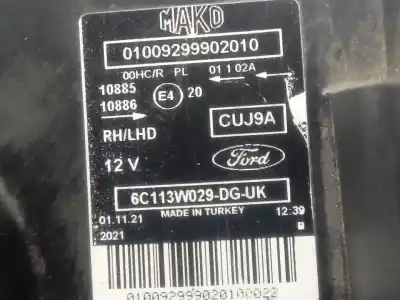 MAKO
01009299902010
00HC/R PL 01 1 02A
10885
10886
E4 20
RH/LHD
CUJ9A
12 V
Ford
6C113W029-DG-UK
01.11.21 MADE IN TURKEY 12:39
2021
010092999020100022